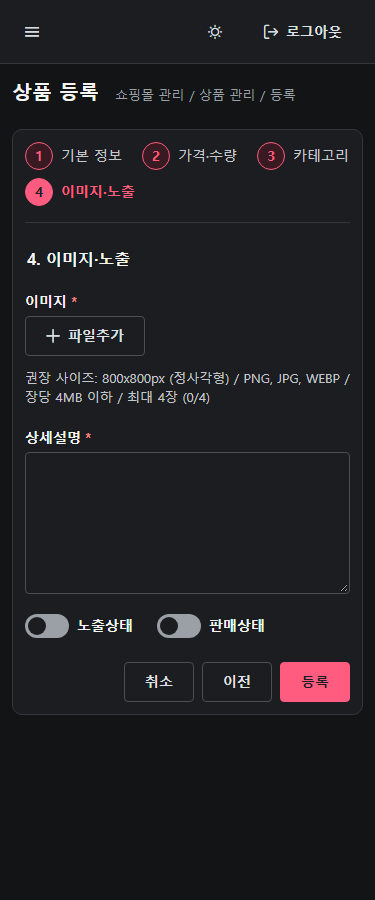 로그아웃
상품 등록 쇼핑몰 관리 / 상품 관리 / 등록
1 기본 정보 2 가격·수량 3 카테고리
4 이미지·노출
4. 이미지·노출
이미지 *
+ 파일추가
권장 사이즈: 800x800px (정사각형) / PNG, JPG, WEBP /
장당 4MB 이하 / 최대 4장 (0/4)
상세설명 *
노출상태 판매상태
취소 이전 등록